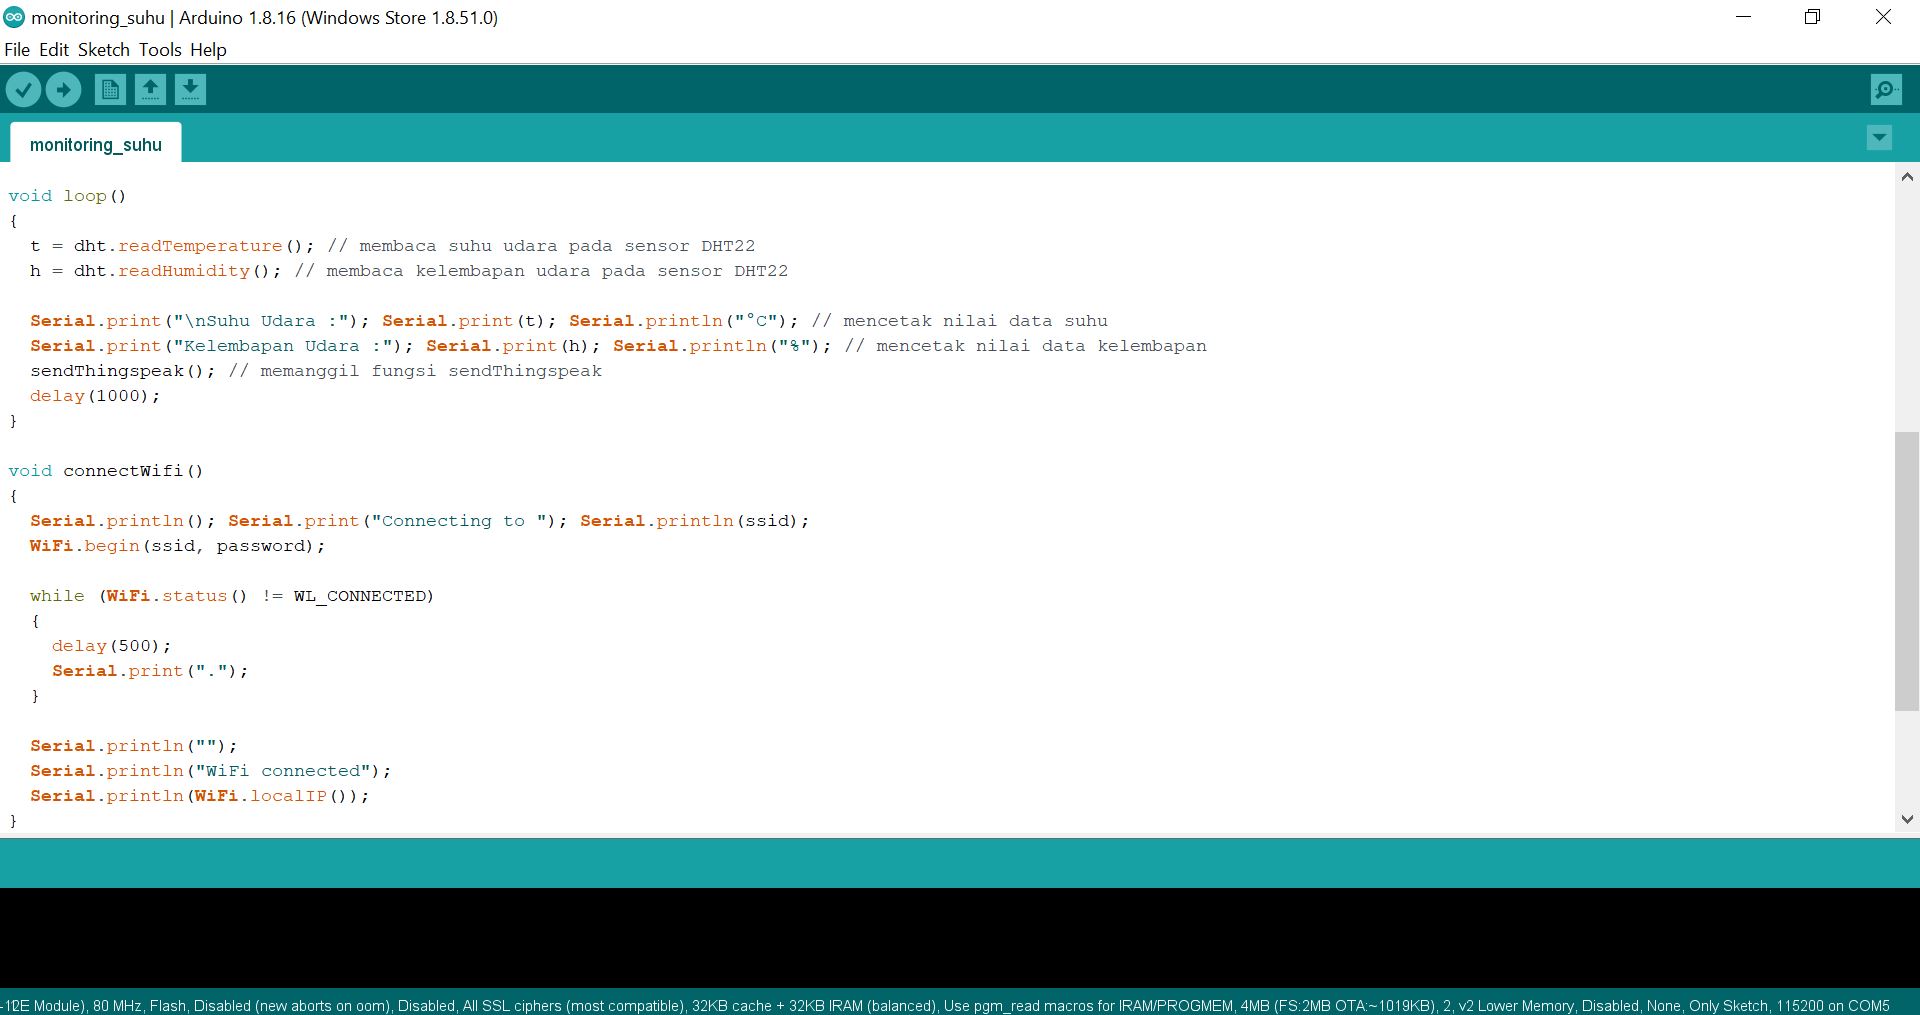 monitoring_suhu | Arduino 1.8.16 (Windows Store 1.8.51.0)
File Edit Sketch Tools Help
monitoring_suhu
void loop()
{
  t = dht.readTemperature(); // membaca suhu udara pada sensor DHT22
  h = dht.readHumidity(); // membaca kelembapan udara pada sensor DHT22
  Serial.print("\nSuhu Udara :"); Serial.print(t); Serial.println("°C"); // mencetak nilai data suhu
  Serial.print("Kelembapan Udara :"); Serial.print(h); Serial.println("%"); // mencetak nilai data kelembapan
  sendThingspeak(); // memanggil fungsi sendThingspeak
  delay(1000);
}
void connectWifi()
{
  Serial.println(); Serial.print("Connecting to "); Serial.println(ssid);
  WiFi.begin(ssid, password);
  while (WiFi.status() != WL_CONNECTED)
  {
    delay(500);
    Serial.print(".");
  }
  Serial.println("");
  Serial.println("WiFi connected");
  Serial.println(WiFi.localIP());
}
Module), 80 MHz, Flash, Disabled (new aborts on oom), Disabled, All SSL ciphers (most compatible), 32KB cache + 32KB IRAM (balanced), Use pgm_read macros for IRAM/PROGMEM, 4MB (FS:2MB OTA:~1019KB), 2, v2 Lower Memory, Disabled, None, Only Sketch, 115200 on COM5